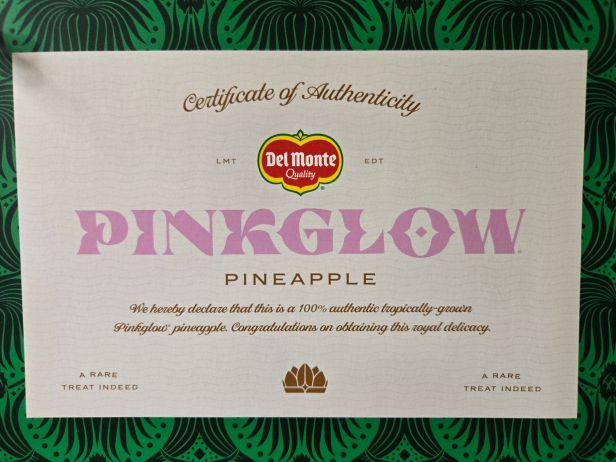 Certificate of Authenticity
LMT
Del Monte
Quality
®
EDT
PINKGLOW®
PINEAPPLE
We hereby declare that this is a 100% authentic tropically-grown
Pinkglow® pineapple. Congratulations on obtaining this royal delicacy.
A RARE
TREAT INDEED
A RARE
TREAT INDEED